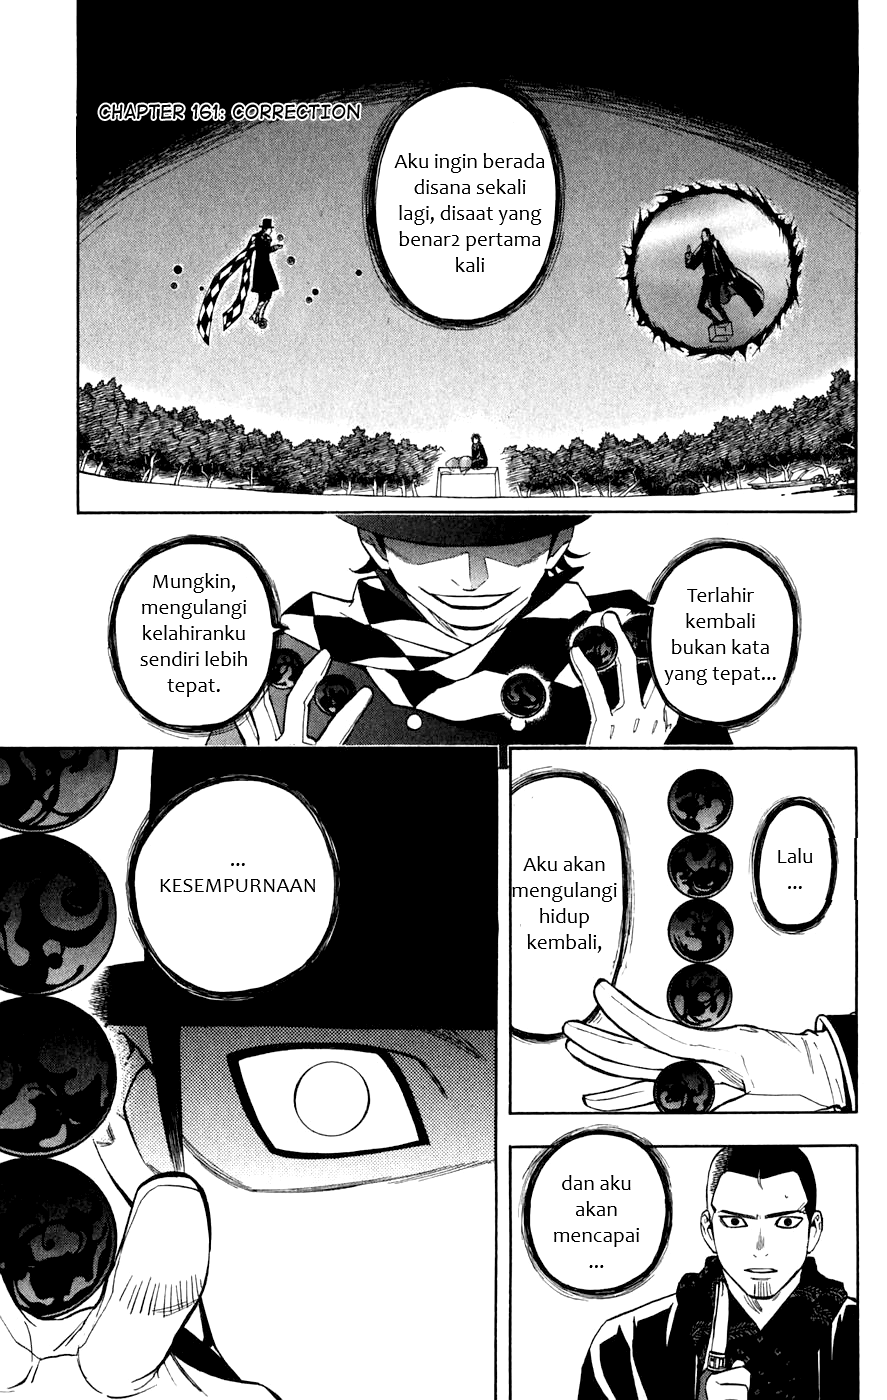 CHAPTER 161: CORRECTION
Aku ingin berada
disana sekali
lagi, disaat yang
benar2 pertama
kali
Terlahir
kembali
bukan kata
yang tepat...
Mungkin,
mengulangi
kelahiranku
sendiri lebih
tepat.
Lalu
...
Aku akan
mengulangi
hidup
kembali,
dan aku
akan
mencapai
...
...
KESEMPURNAAN